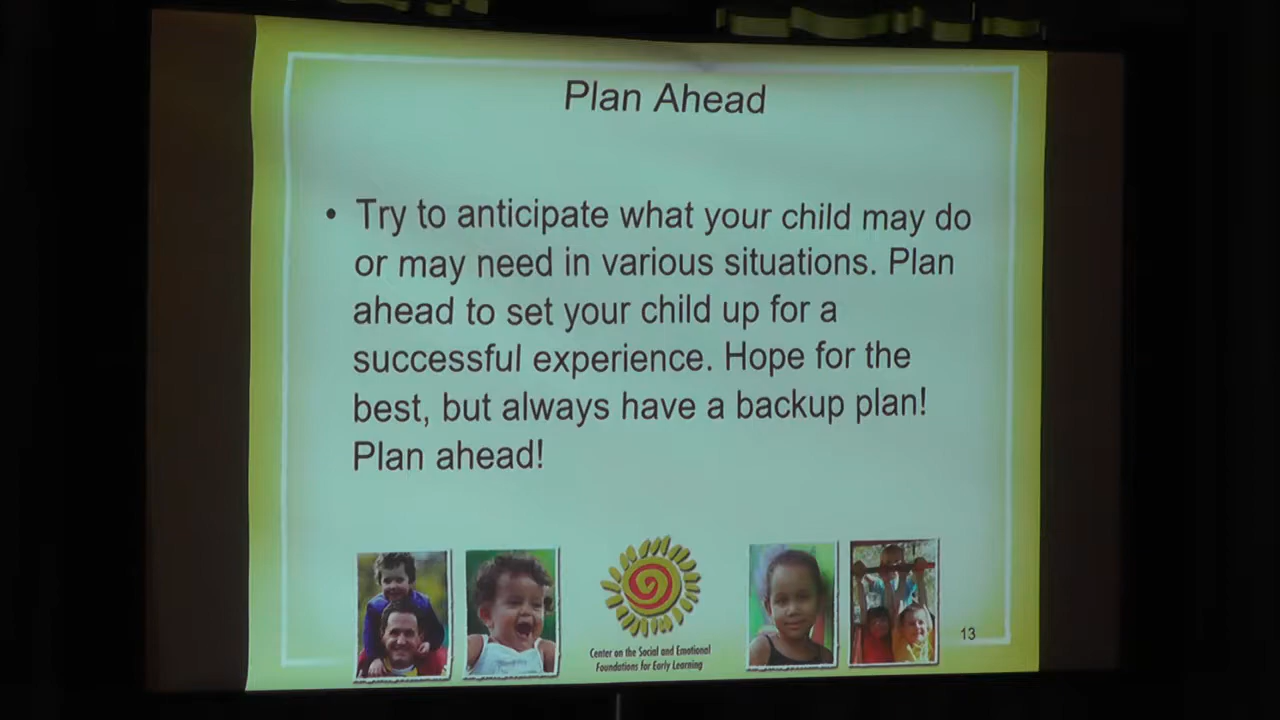 Plan Ahead
• Try to anticipate what your child may do
or may need in various situations. Plan
ahead to set your child up for a
successful experience. Hope for the
best, but always have a backup plan!
Plan ahead!
Center on the Social and Emotional
Foundations for Early Learning
13